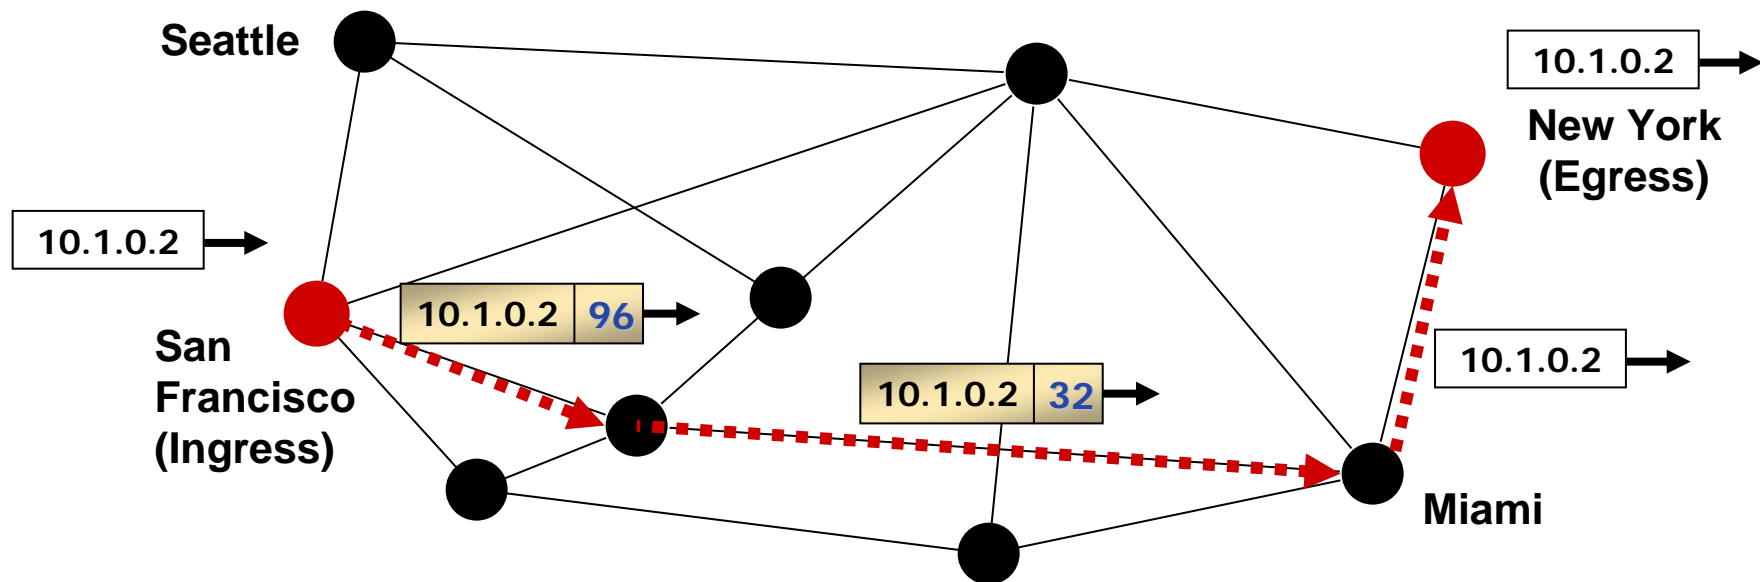 Seattle
10.1.0.2
New York
(Egress)
10.1.0.2
10.1.0.2 96
San
Francisco
(Ingress)
10.1.0.2 32
10.1.0.2
Miami